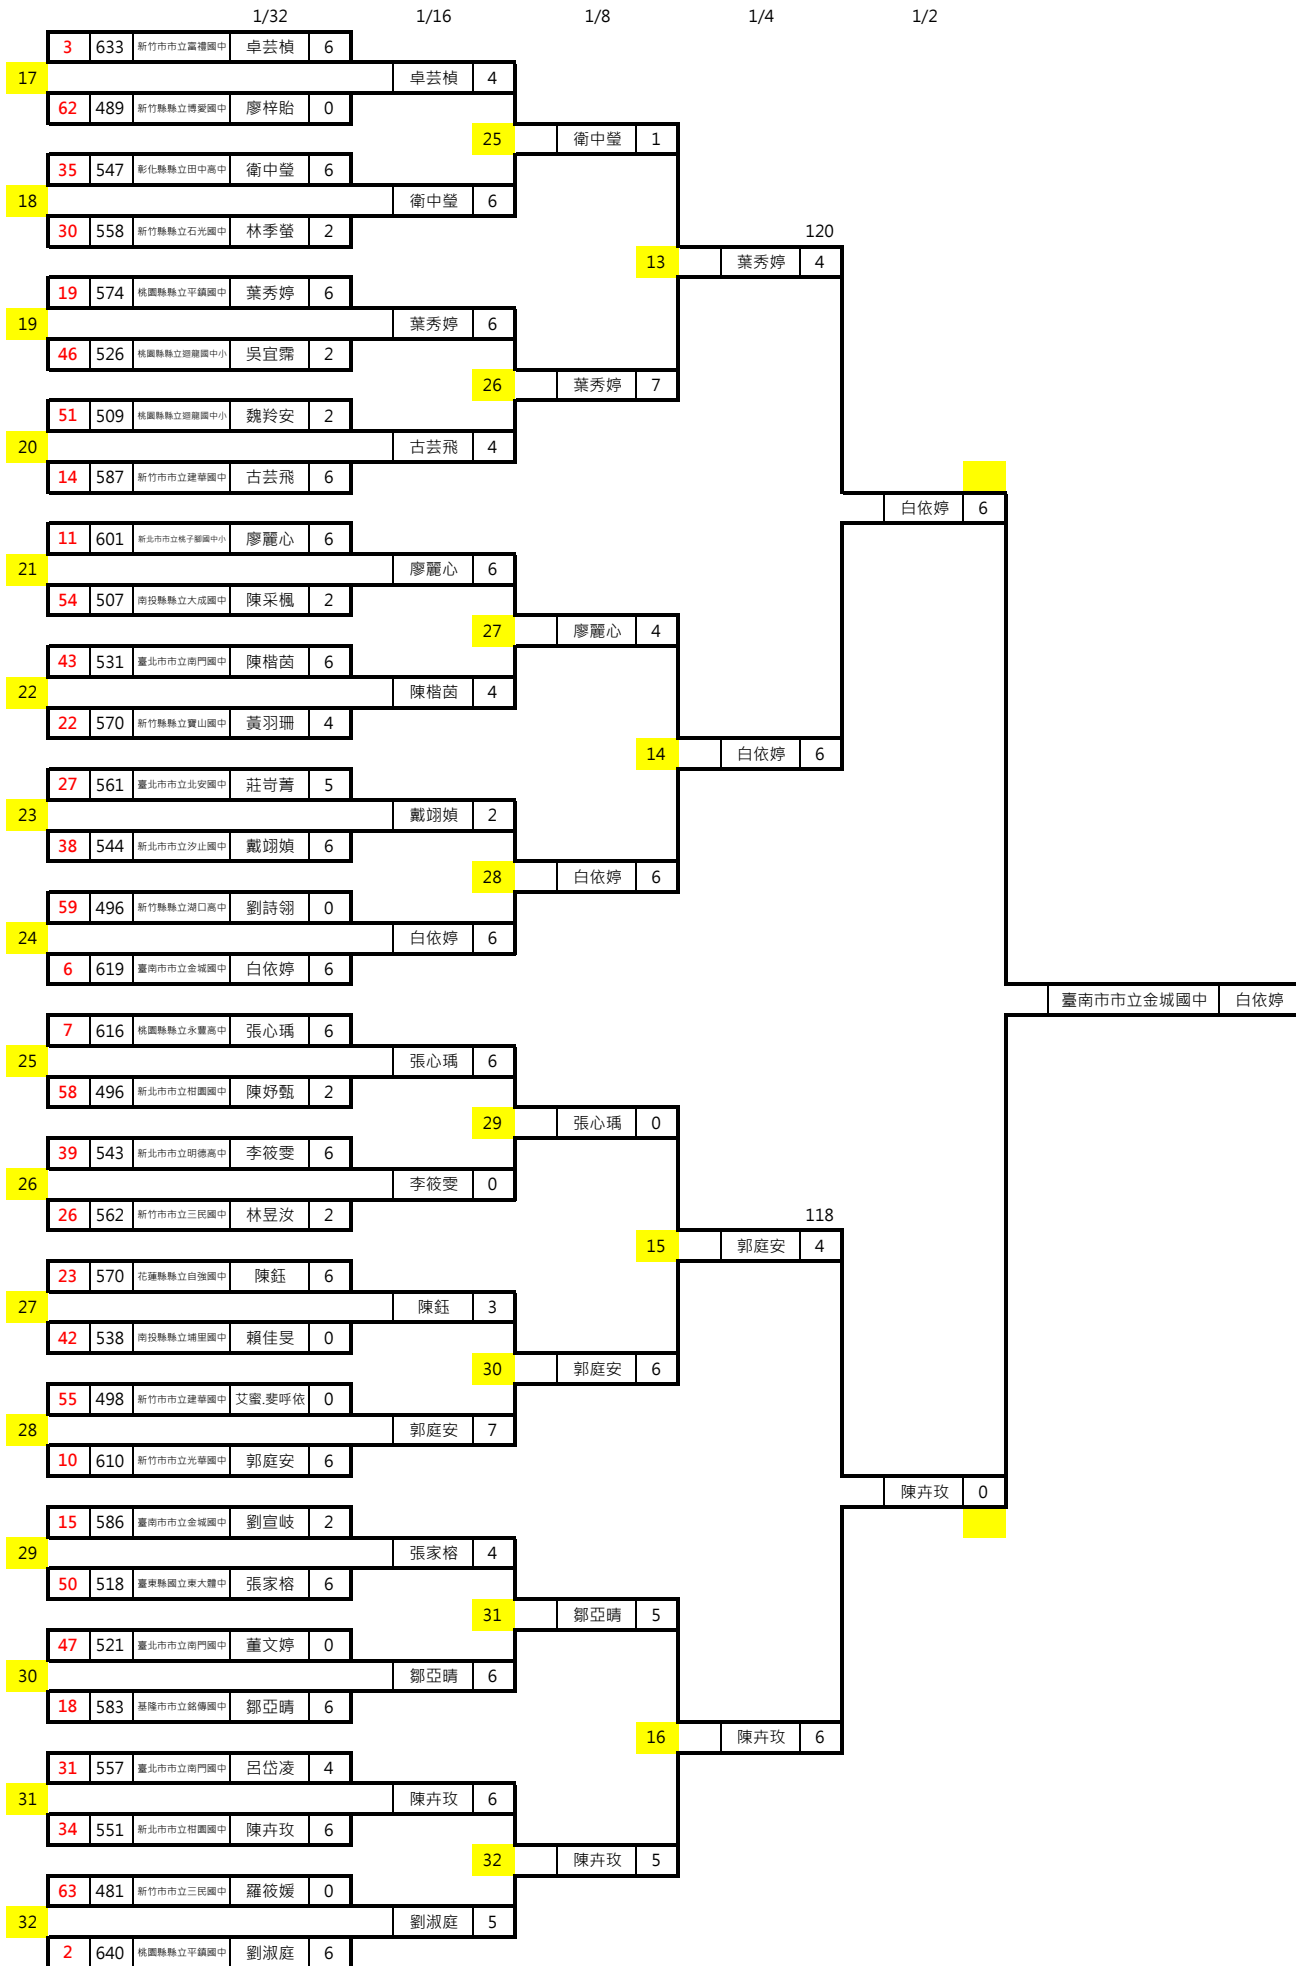 1/32 1/16 1/8 1/4 1/2
3 633 新竹市市立富禮國中 卓芸楨 6
17 卓芸楨 4
62 489 新竹縣縣立博愛國中 廖梓貽 0
25 衛中瑩 1
35 547 彰化縣縣立田中高中 衛中瑩 6
18 衛中瑩 6
30 558 新竹縣縣立石光國中 林季螢 2
120
13 葉秀婷 4
19 574 桃園縣縣立平鎮國中 葉秀婷 6
19 葉秀婷 6
46 526 桃園縣縣立迴龍國中小 吳宜霈 2
26 葉秀婷 7
51 509 桃園縣縣立迴龍國中小 魏羚安 2
20 古芸飛 4
14 587 新竹市市立建華國中 古芸飛 6
白依婷 6
11 601 新北市市立桃子腳國中小 廖麗心 6
21 廖麗心 6
54 507 南投縣縣立大成國中 陳采楓 2
27 廖麗心 4
43 531 臺北市市立南門國中 陳楷茵 6
22 陳楷茵 4
22 570 新竹縣縣立寶山國中 黃羽珊 4
14 白依婷 6
27 561 臺北市市立北安國中 莊岢菁 5
23 戴翊媜 2
38 544 新北市市立汐止國中 戴翊媜 6
28 白依婷 6
59 496 新竹縣縣立湖口高中 劉詩翎 0
24 白依婷 6
6 619 臺南市市立金城國中 白依婷 6
臺南市市立金城國中 白依婷
7 616 桃園縣縣立永豐高中 張心瑀 6
25 張心瑀 6
58 496 新北市市立柑園國中 陳妤甄 2
29 張心瑀 0
39 543 新北市市立明德高中 李筱雯 6
26 李筱雯 0
26 562 新竹市市立三民國中 林昱汝 2
118
15 郭庭安 4
23 570 花蓮縣縣立自強國中 陳鈺 6
27 陳鈺 3
42 538 南投縣縣立埔里國中 賴佳旻 0
30 郭庭安 6
55 498 新竹市市立建華國中 艾蜜.斐呼依 0
28 郭庭安 7
10 610 新竹市市立光華國中 郭庭安 6
陳卉玫 0
15 586 臺南市市立金城國中 劉宣岐 2
29 張家榕 4
50 518 臺東縣國立東大體中 張家榕 6
31 鄒亞晴 5
47 521 臺北市市立南門國中 董文婷 0
30 鄒亞晴 6
18 583 基隆市市立銘傳國中 鄒亞晴 6
16 陳卉玫 6
31 557 臺北市市立南門國中 呂岱凌 4
31 陳卉玫 6
34 551 新北市市立柑園國中 陳卉玫 6
32 陳卉玫 5
63 481 新竹市市立三民國中 羅筱媛 0
32 劉淑庭 5
2 640 桃園縣縣立平鎮國中 劉淑庭 6